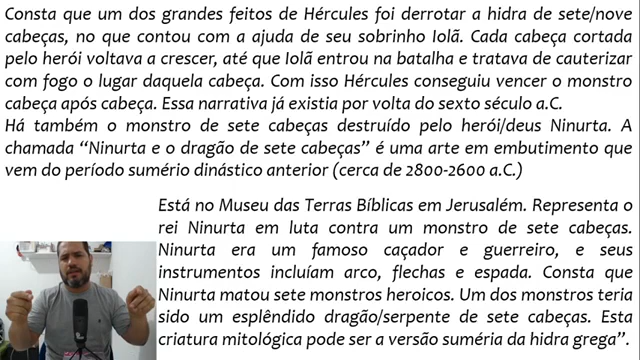 Consta que um dos grandes feitos de Hércules foi derrotar a hidra de sete/nove
cabeças, no que contou com a ajuda de seu sobrinho Iolã. Cada cabeça cortada
pelo herói voltava a crescer, até que Iolã entrou na batalha e tratava de cauterizar
com fogo o lugar daquela cabeça. Com isso Hércules conseguiu vencer o monstro
cabeça após cabeça. Essa narrativa já existia por volta do sexto século a.C.
Há também o monstro de sete cabeças destruído pelo herói/deus Ninurta. A
chamada “Ninurta e o dragão de sete cabeças” é uma arte em embutimento que
vem do período sumério dinástico anterior (cerca de 2800-2600 a.C.)
Está no Museu das Terras Bíblicas em Jerusalém. Representa o
rei Ninurta em luta contra um monstro de sete cabeças.
Ninurta era um famoso caçador e guerreiro, e seus
instrumentos incluíam arco, flechas e espada. Consta que
Ninurta matou sete monstros heroicos. Um dos monstros teria
sido um esplêndido dragão/serpente de sete cabeças. Esta
criatura mitológica pode ser a versão suméria da hidra grega”.